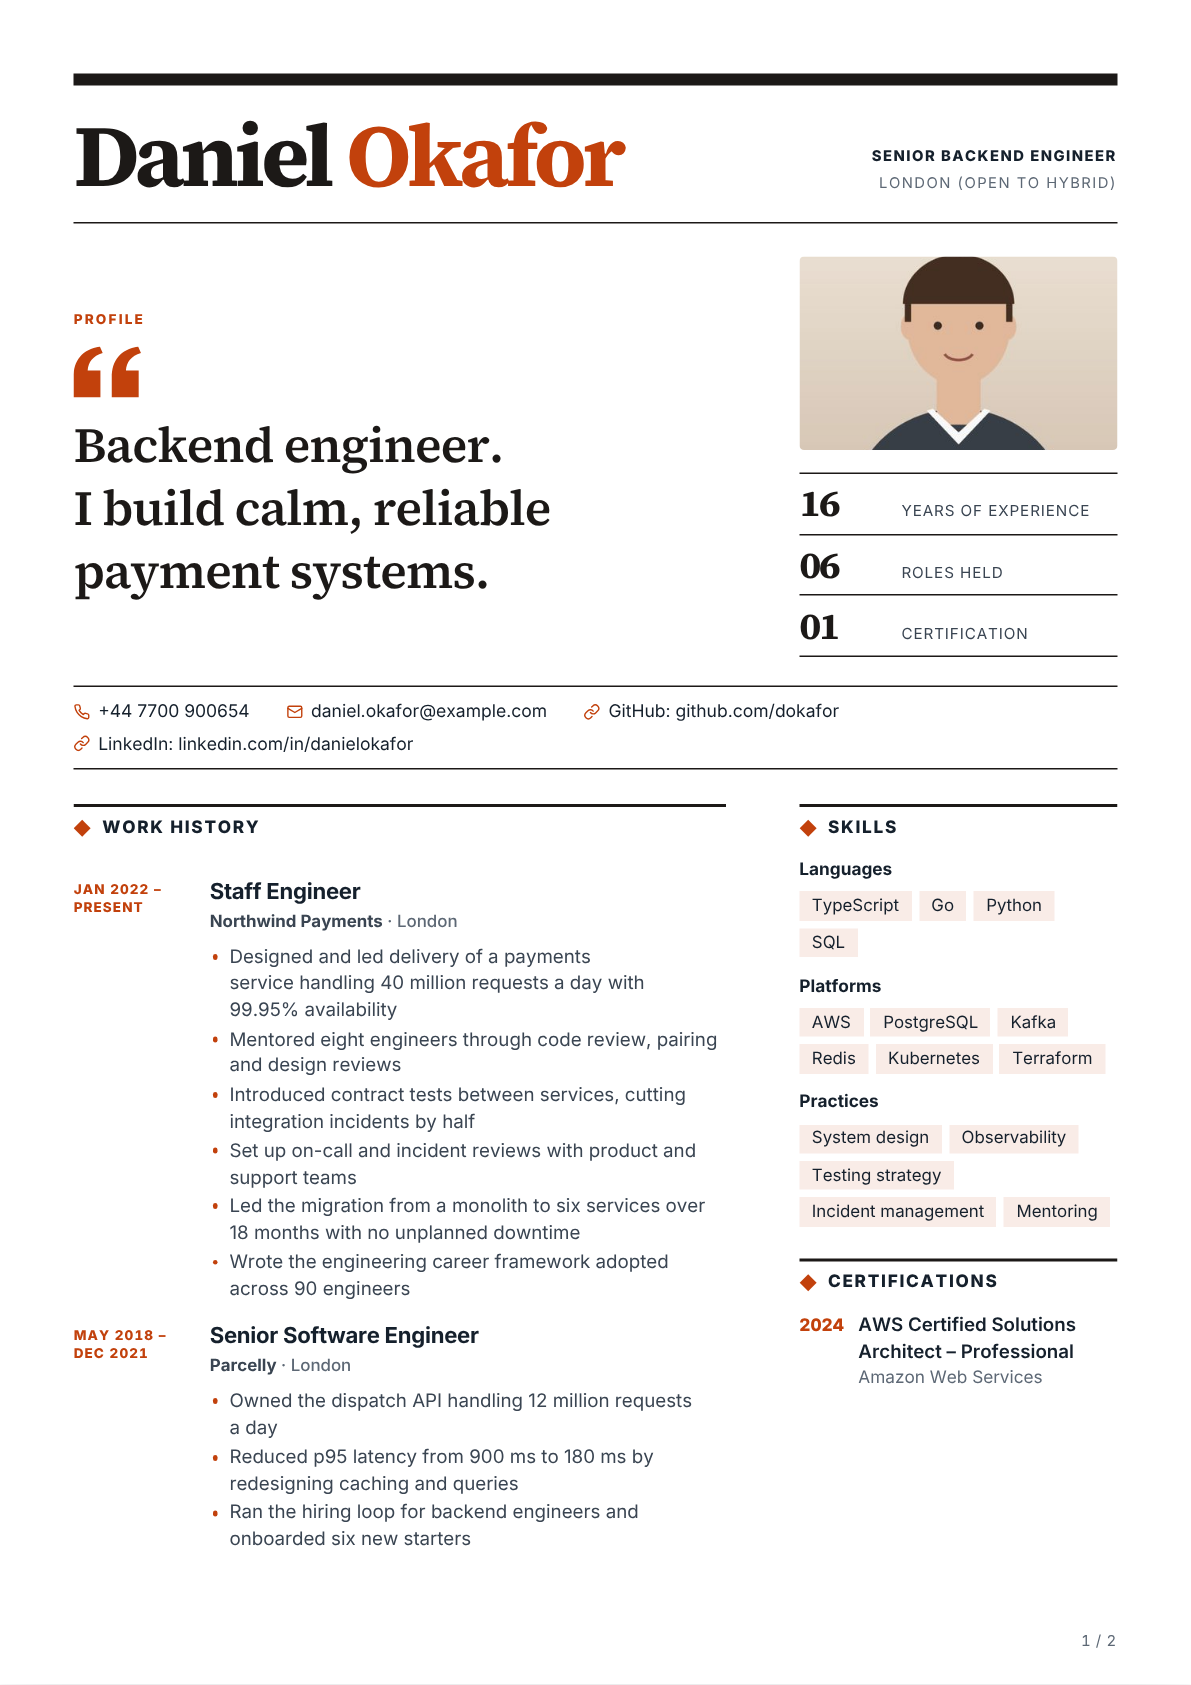 Daniel Okafor
SENIOR BACKEND ENGINEER
LONDON (OPEN TO HYBRID)
PROFILE
“
Backend engineer.
I build calm, reliable
payment systems.
16 YEARS OF EXPERIENCE
06 ROLES HELD
01 CERTIFICATION
+44 7700 900654 daniel.okafor@example.com GitHub: github.com/dokafor
LinkedIn: linkedin.com/in/danielokafor
WORK HISTORY
JAN 2022 –
PRESENT
Staff Engineer
Northwind Payments · London
• Designed and led delivery of a payments
service handling 40 million requests a day with
99.95% availability
• Mentored eight engineers through code review, pairing
and design reviews
• Introduced contract tests between services, cutting
integration incidents by half
• Set up on-call and incident reviews with product and
support teams
• Led the migration from a monolith to six services over
18 months with no unplanned downtime
• Wrote the engineering career framework adopted
across 90 engineers
MAY 2018 –
DEC 2021
Senior Software Engineer
Parcelly · London
• Owned the dispatch API handling 12 million requests
a day
• Reduced p95 latency from 900 ms to 180 ms by
redesigning caching and queries
• Ran the hiring loop for backend engineers and
onboarded six new starters
SKILLS
Languages
TypeScript Go Python
SQL
Platforms
AWS PostgreSQL Kafka
Redis Kubernetes Terraform
Practices
System design Observability
Testing strategy
Incident management Mentoring
CERTIFICATIONS
2024 AWS Certified Solutions
Architect – Professional
Amazon Web Services
1 / 2